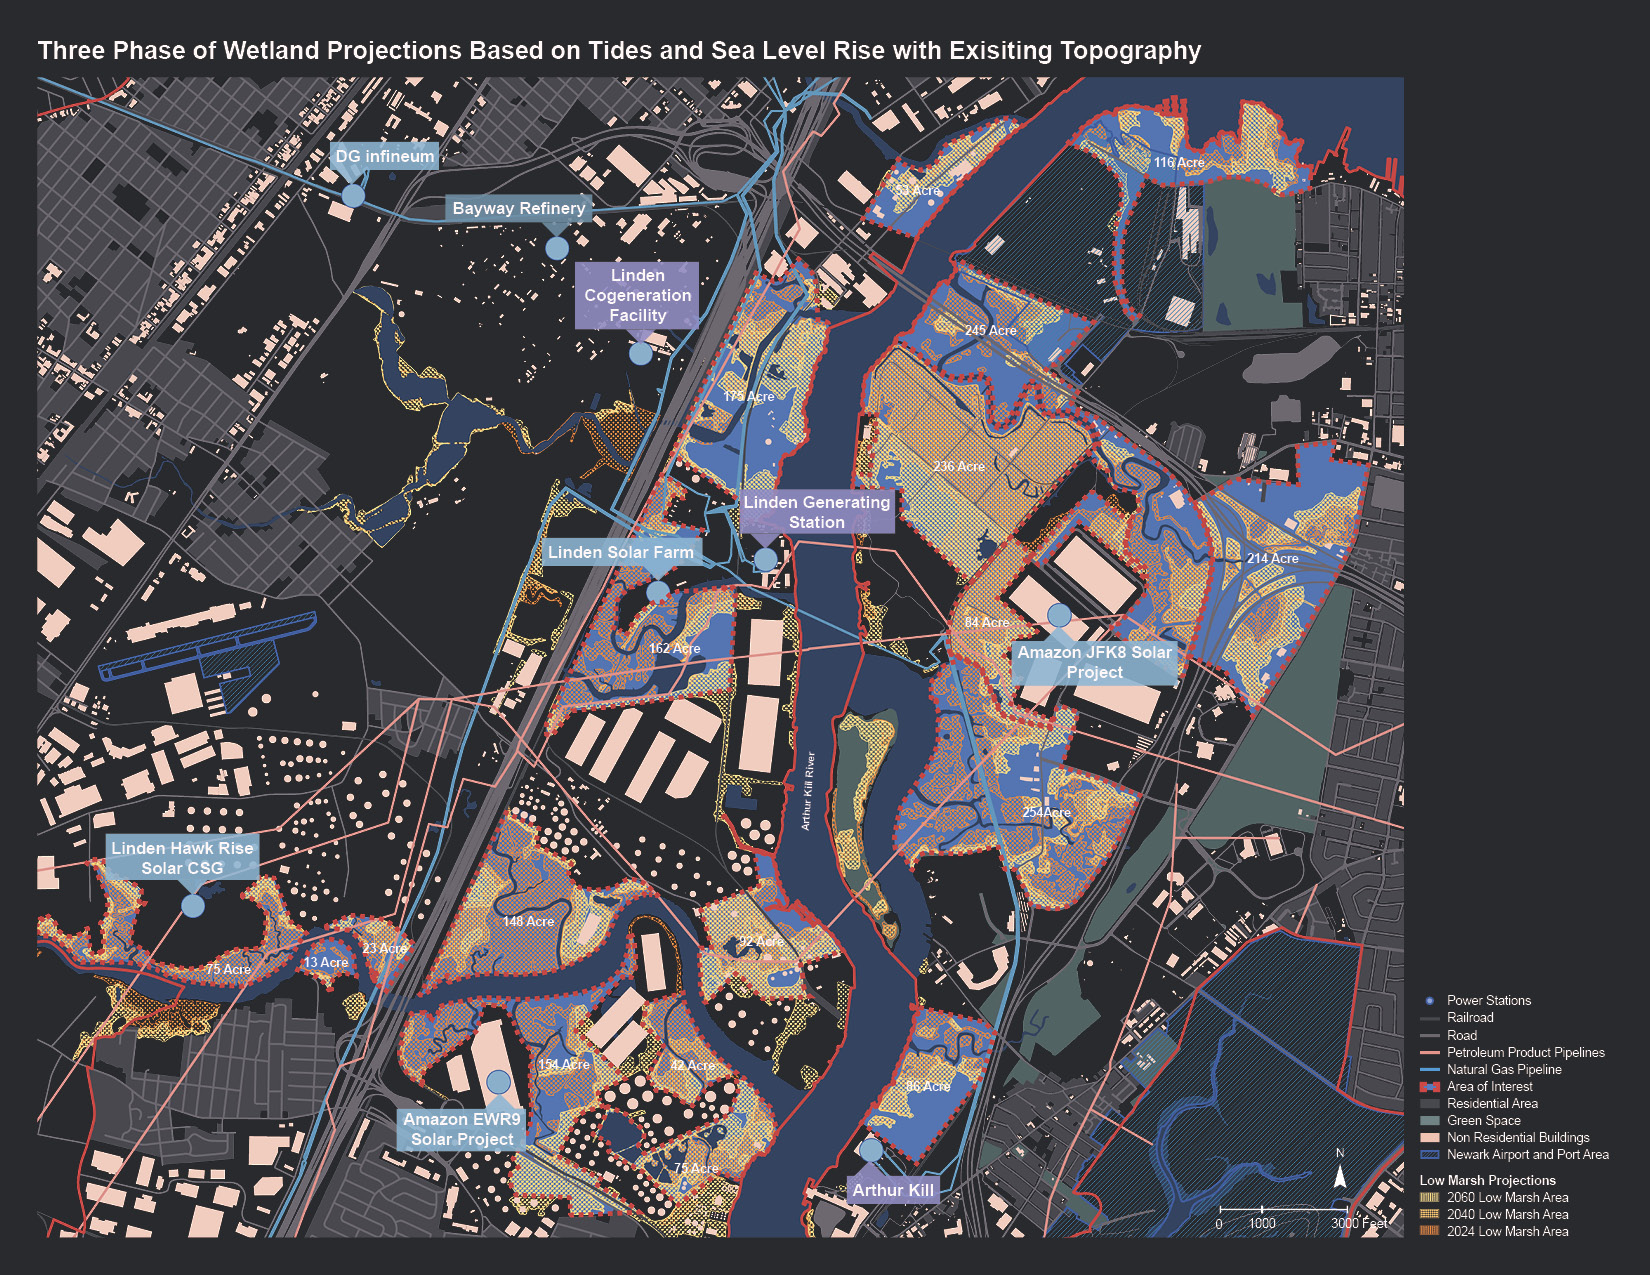 Three Phase of Wetland Projections Based on Tides and Sea Level Rise with Exisiting Topography
DG infineum
Bayway Refinery
Linden
Cogeneration
Facility
53 Acre
116 Acre
245 Acre
175 Acre
236 Acre
Linden Generating
Station
Linden Solar Farm
214 Acre
84 Acre
162 Acre
Amazon JFK8 Solar
Project
Arthur Kill River
254Acre
Linden Hawk Rise
Solar CSG
148 Acre
92 Acre
23 Acre
13 Acre
75 Acre
154 Acre
42 Acre
86 Acre
Amazon EWR9
Solar Project
75 Acre
Arthur Kill
Power Stations
Railroad
Road
Petroleum Product Pipelines
Natural Gas Pipeline
Area of Interest
Residential Area
Green Space
Non Residential Buildings
Newark Airport and Port Area
Low Marsh Projections
2060 Low Marsh Area
2040 Low Marsh Area
2024 Low Marsh Area
N
0 1000 3000 Feet